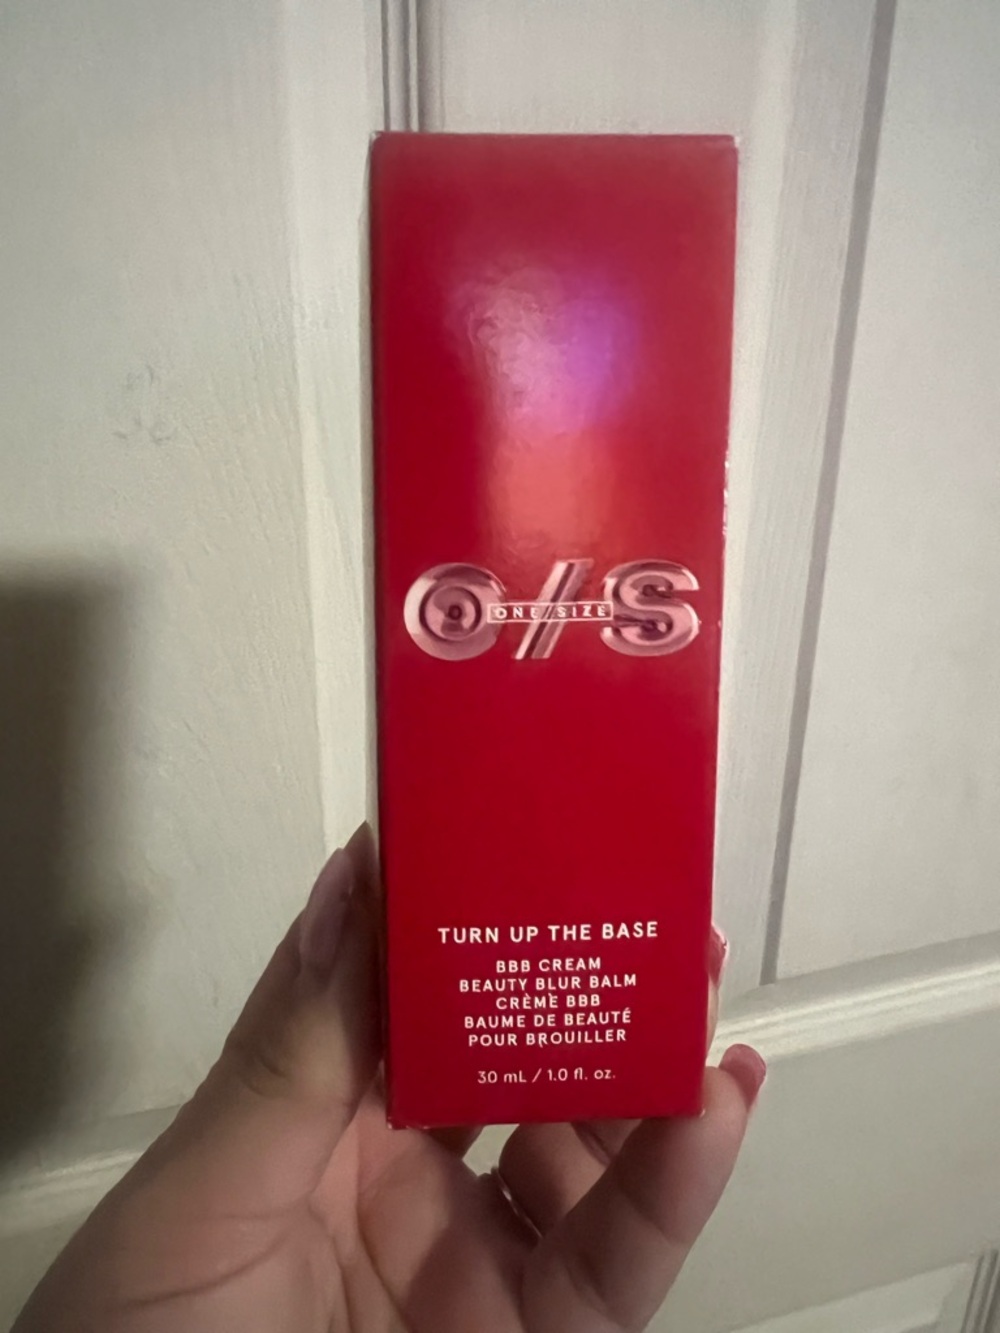 O/S
ONE/SIZE
TURN UP THE BASE
BBB CREAM
BEAUTY BLUR BALM
CRÈME BBB
BAUME DE BEAUTÉ
POUR BROUILLER
30 mL / 1.0 fl. oz.